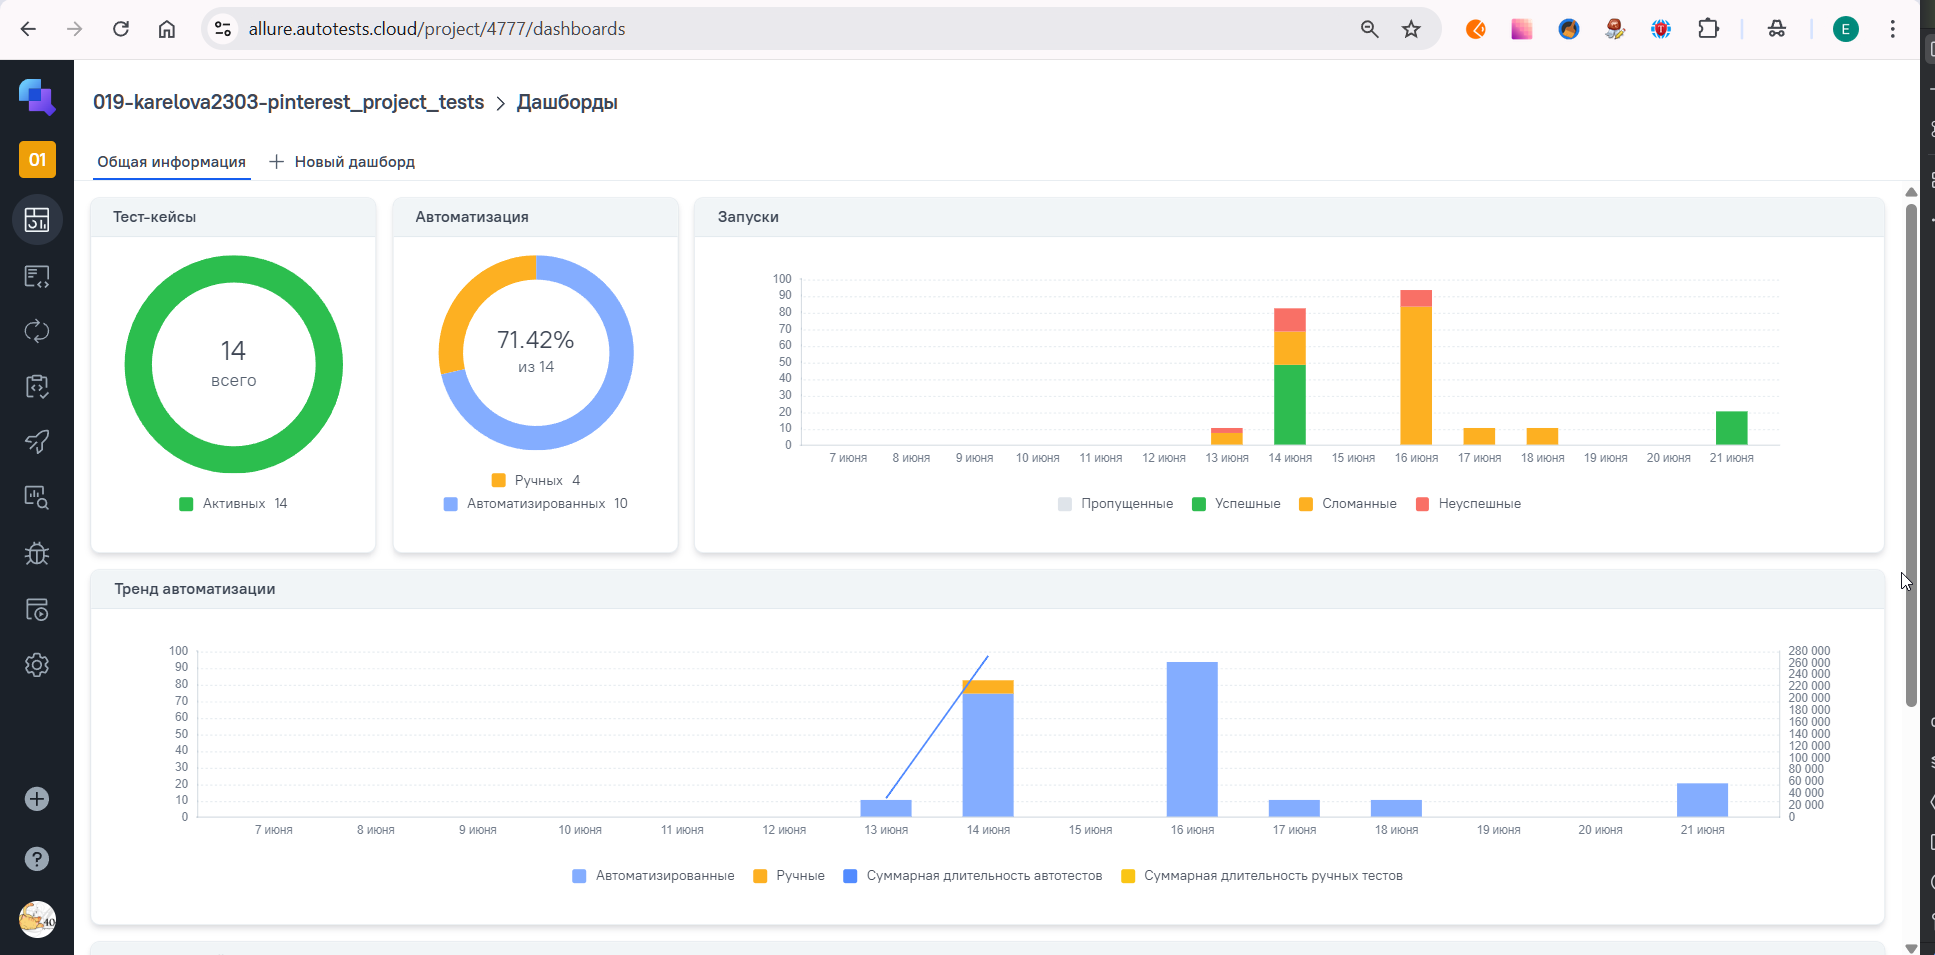 allure.autotests.cloud/project/4777/dashboards
E
019-karelova2303-pinterest_project_tests > Дашборды
01
Общая информация + Новый дашборд
Тест-кейсы
14
всего
Активных 14
Автоматизация
71.42%
из 14
Ручных 4
Автоматизированных 10
Запуски
100
90
80
70
60
50
40
30
20
10
0
7 июня 8 июня 9 июня 10 июня 11 июня 12 июня 13 июня 14 июня 15 июня 16 июня 17 июня 18 июня 19 июня 20 июня 21 июня
Пропущенные Успешные Сломанные Неуспешные
Тренд автоматизации
100
90
80
70
60
50
40
30
20
10
0
280 000
260 000
240 000
220 000
200 000
180 000
160 000
140 000
120 000
100 000
80 000
60 000
40 000
20 000
0
7 июня 8 июня 9 июня 10 июня 11 июня 12 июня 13 июня 14 июня 15 июня 16 июня 17 июня 18 июня 19 июня 20 июня 21 июня
Автоматизированные Ручные Суммарная длительность автотестов Суммарная длительность ручных тестов